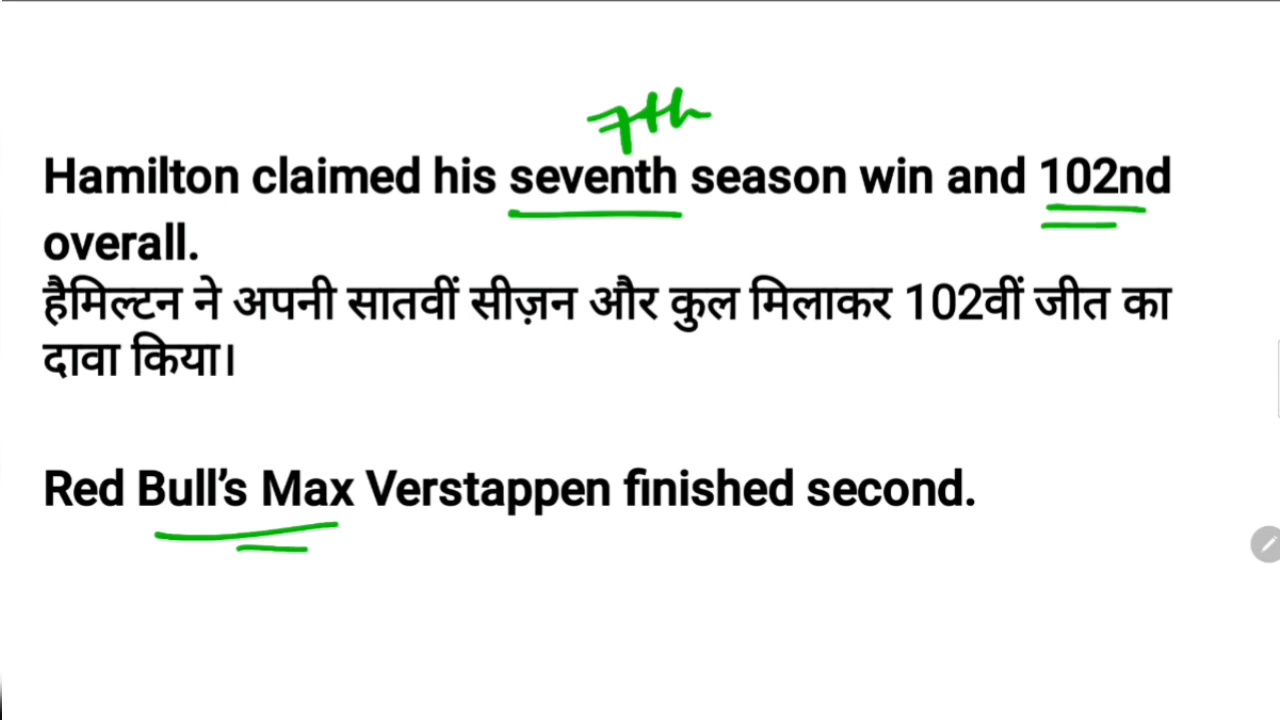 7th
Hamilton claimed his seventh season win and 102nd
overall.
हैमिल्टन ने अपनी सातवीं सीज़न और कुल मिलाकर 102वीं जीत का
दावा किया।
Red Bull’s Max Verstappen finished second.